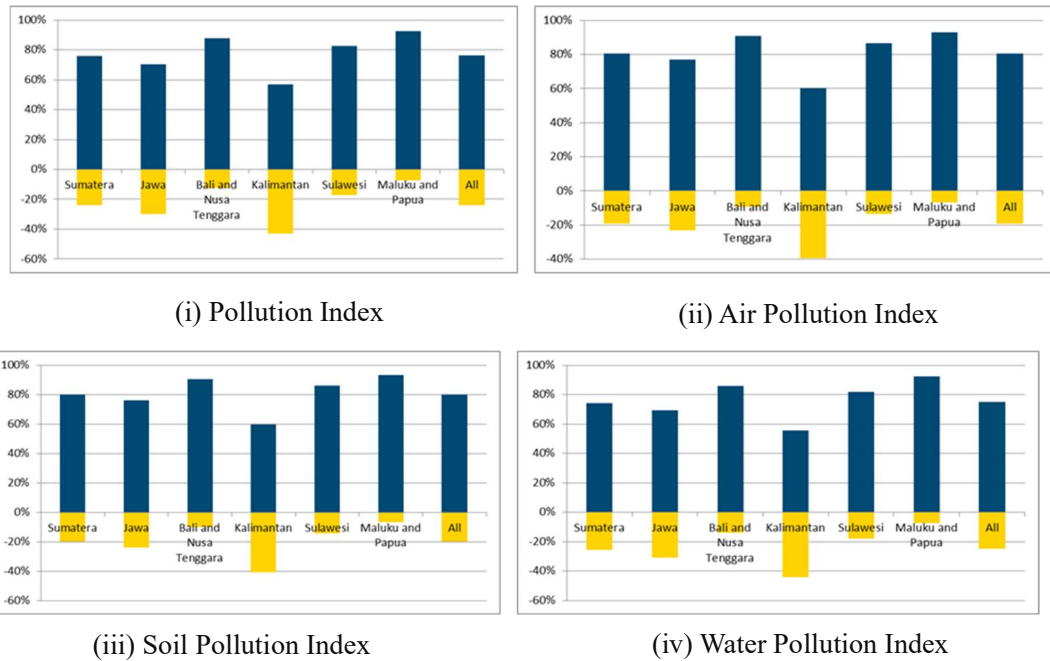 100%
80%
60%
40%
20%
0%
-20%
-40%
-60%
Sumatera
Jawa
Bali and
Nusa
Tenggara
Kalimantan
Sulawesi
Maluku and
Papua
All
(i) Pollution Index
100%
80%
60%
40%
20%
0%
-20%
-40%
Sumatera
Jawa
Bali and
Nusa
Tenggara
Kalimantan
Sulawesi
Maluku and
Papua
All
(ii) Air Pollution Index
100%
80%
60%
40%
20%
0%
-20%
-40%
-60%
Sumatera
Jawa
Bali and
Nusa
Tenggara
Kalimantan
Sulawesi
Maluku and
Papua
All
(iii) Soil Pollution Index
100%
80%
60%
40%
20%
0%
-20%
-40%
-60%
Sumatera
Jawa
Bali and
Nusa
Tenggara
Kalimantan
Sulawesi
Maluku and
Papua
All
(iv) Water Pollution Index